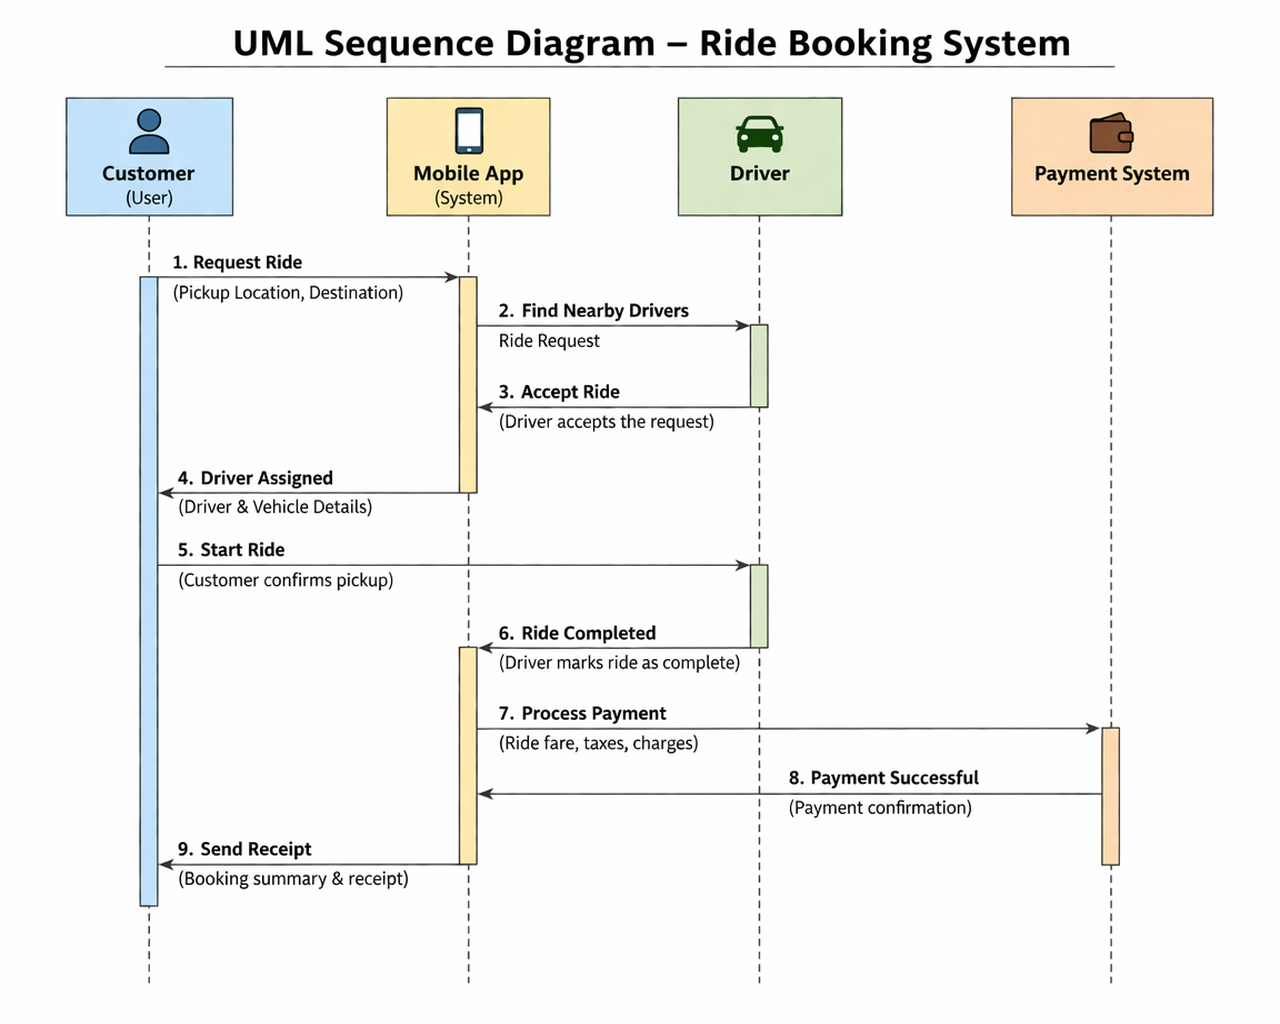 UML Sequence Diagram – Ride Booking System
Customer
(User)
Mobile App
(System)
Driver
Payment System
1. Request Ride
(Pickup Location, Destination)
2. Find Nearby Drivers
Ride Request
3. Accept Ride
(Driver accepts the request)
4. Driver Assigned
(Driver & Vehicle Details)
5. Start Ride
(Customer confirms pickup)
6. Ride Completed
(Driver marks ride as complete)
7. Process Payment
(Ride fare, taxes, charges)
8. Payment Successful
(Payment confirmation)
9. Send Receipt
(Booking summary & receipt)